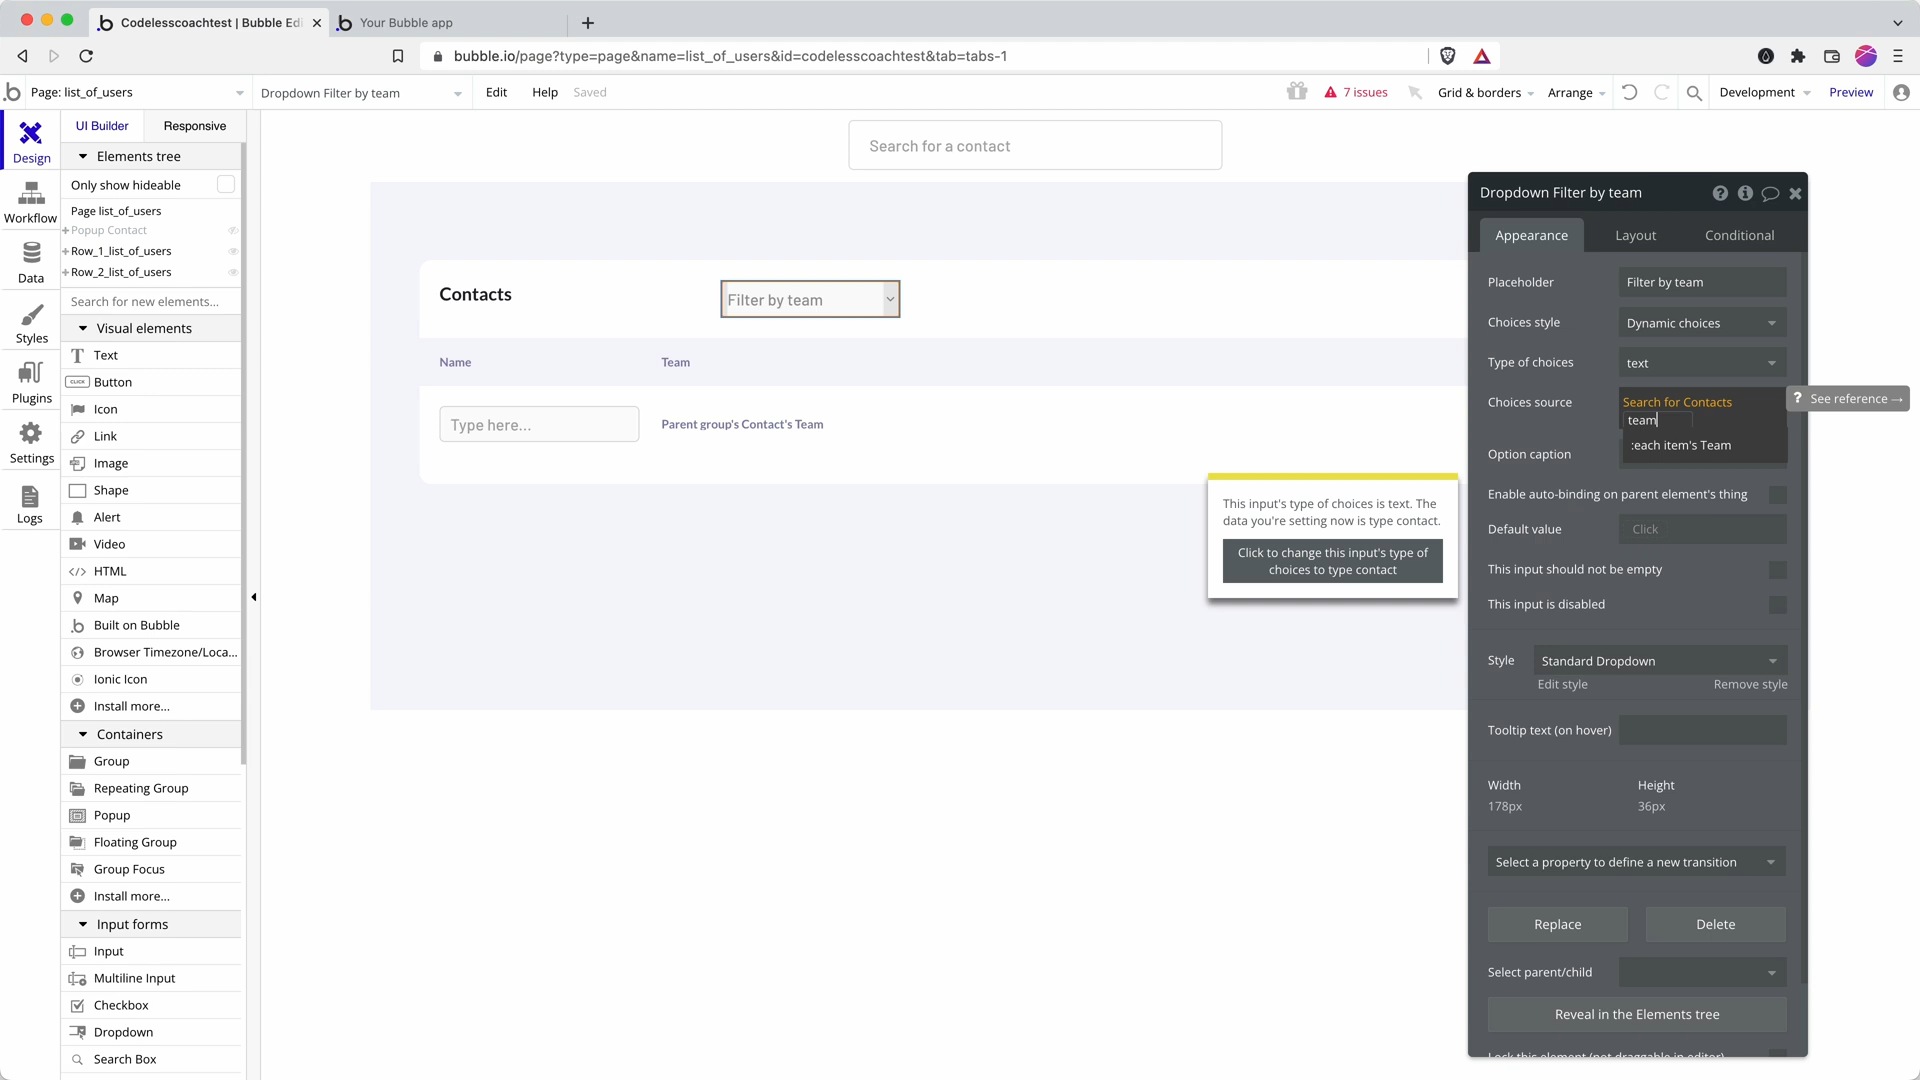 Codelesscoachtest | Bubble Edi
Your Bubble app
bubble.io/page?type=page&name=list_of_users&id=codelesscoachtest&tab=tabs-1
Page: list_of_users
Dropdown Filter by team
Edit
Help
Saved
7 issues
Grid & borders
Arrange
Development
Preview
Design
Workflow
Data
Styles
Plugins
Settings
Logs
UI Builder
Responsive
Elements tree
Only show hideable
Page list_of_users
Popup Contact
Row_1_list_of_users
Row_2_list_of_users
Search for new elements...
Visual elements
Text
CLICK
Button
Icon
Link
Image
Shape
Alert
Video
HTML
Map
Built on Bubble
Browser Timezone/Loca...
Ionic Icon
Install more...
Containers
Group
Repeating Group
Popup
Floating Group
Group Focus
Install more...
Input forms
Input
Multiline Input
Checkbox
Dropdown
Search Box
Search for a contact
Contacts
Filter by team
Name
Team
Type here...
Parent group's Contact's Team
This input's type of choices is text. The
data you're setting now is type contact.
Click to change this input's type of
choices to type contact
Dropdown Filter by team
Appearance
Layout
Conditional
Placeholder
Filter by team
Choices style
Dynamic choices
Type of choices
text
Choices source
Search for Contacts
team
:each item's Team
? See reference →
Option caption
Enable auto-binding on parent element's thing
Default value
Click
This input should not be empty
This input is disabled
Style
Standard Dropdown
Edit style
Remove style
Tooltip text (on hover)
Width
Height
178px
36px
Select a property to define a new transition
Replace
Delete
Select parent/child
Reveal in the Elements tree
Lock this element (not draggable in editor)